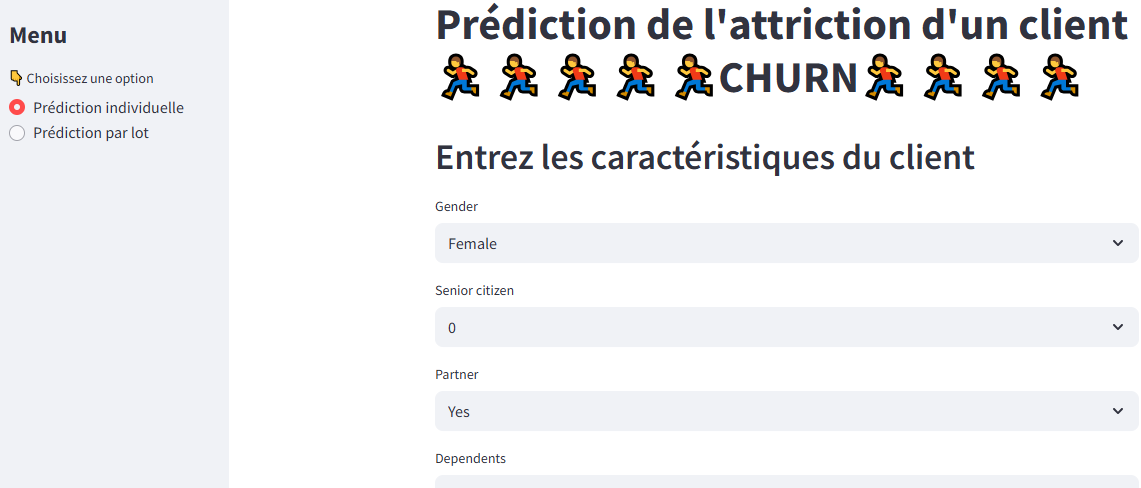 Menu
👇 Choisissez une option
Prédiction individuelle
Prédiction par lot
Prédiction de l'attriction d'un client
🏃🏃🏃🏃🏃CHURN🏃🏃🏃🏃
Entrez les caractéristiques du client
Gender
Female
Senior citizen
0
Partner
Yes
Dependents